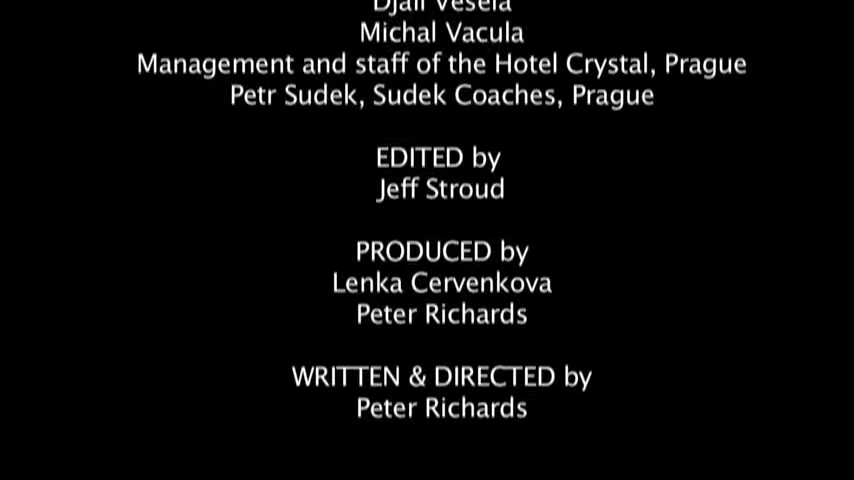 Michal Vacula
Management and staff of the Hotel Crystal, Prague
Petr Sudek, Sudek Coaches, Prague
EDITED by
Jeff Stroud
PRODUCED by
Lenka Cervenkova
Peter Richards
WRITTEN & DIRECTED by
Peter Richards